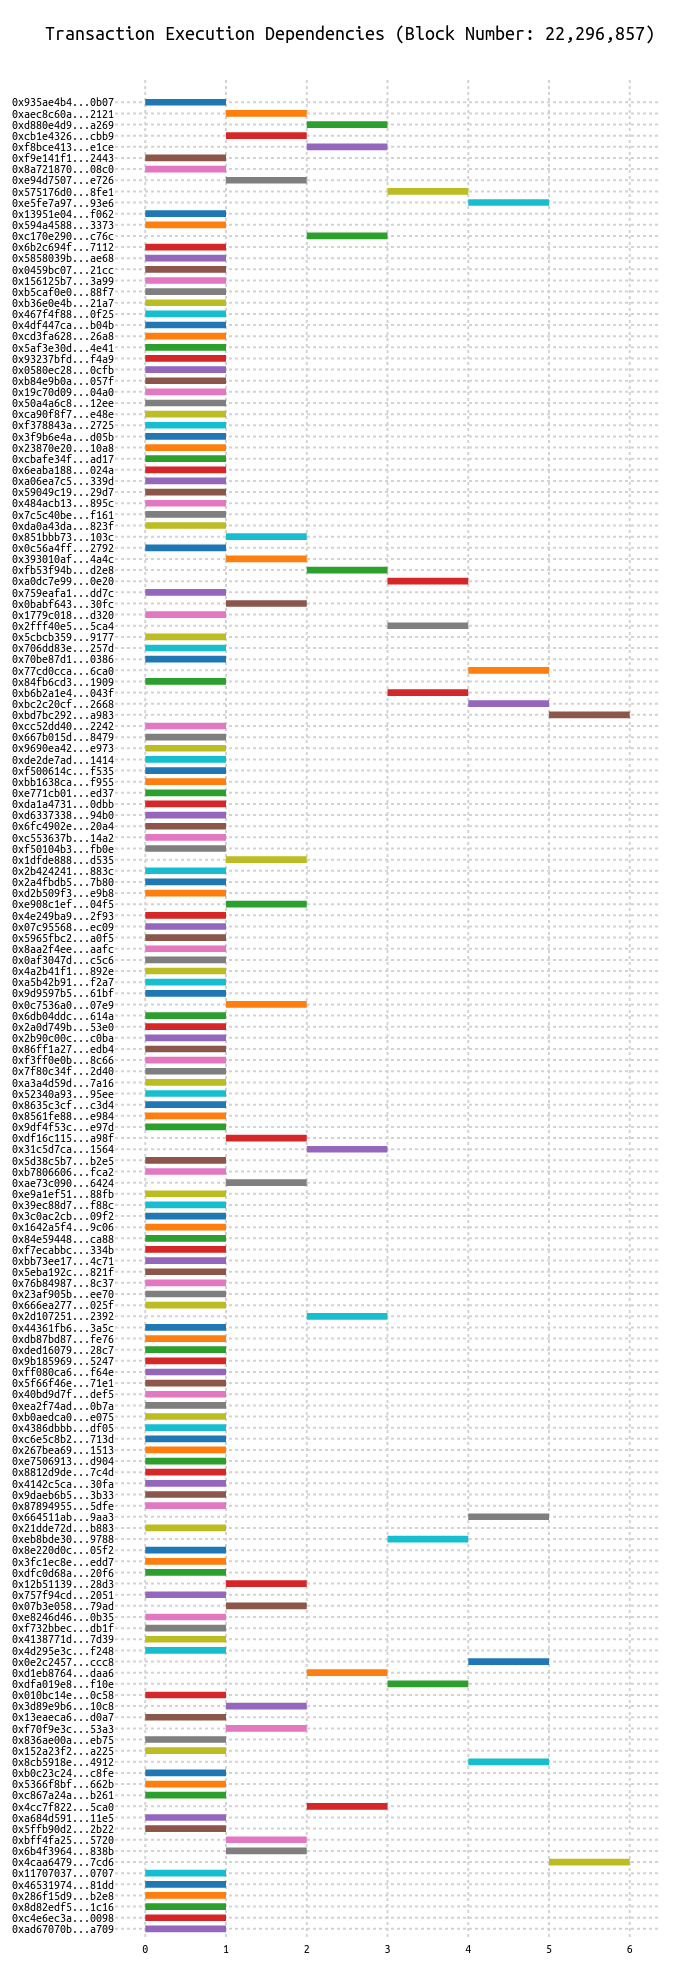 Transaction Execution Dependencies (Block Number: 22,296,857)
0x935ae4b4...0b07
0xaec8c60a...2121
0xd880e4d9...a269
0xcb1e4326...cbb9
0xf8bce413...e1ce
0xf9e141f1...2443
0x8a721870...08c0
0xe94d7507...e726
0x575176d0...8fe1
0xe5fe7a97...93e6
0x13951e04...f062
0x594a4588...3373
0xc170e290...c76c
0x6b2c694f...7112
0x5858039b...ae68
0x0459bc07...21cc
0x156125b7...3a99
0xb5caf0e0...88f7
0xb36e0e4b...21a7
0x467f4f88...0f25
0x4df447ca...b04b
0xcd3fa628...26a8
0x5af3e30d...4e41
0x93237bfd...f4a9
0x0580ec28...0cfb
0xb84e9b0a...057f
0x19c70d09...04a0
0x50a4a6c8...12ee
0xca90f8f7...e48e
0xf378843a...2725
0x3f9b6e4a...d05b
0x23870e20...10a8
0xcbafe34f...ad17
0x6eaba188...024a
0xa06ea7c5...339d
0x59049c19...29d7
0x484acb13...895c
0x7c5c40be...f161
0xda0a43da...823f
0x851bbb73...103c
0x0c56a4ff...2792
0x393010af...4a4c
0xfb53f94b...d2e8
0xa0dc7e99...0e20
0x759eafa1...dd7c
0x0babf643...30fc
0x1779c018...d320
0x2fff40e5...5ca4
0x5cbcb359...9177
0x706dd83e...257d
0x70be87d1...0386
0x77cd0cca...6ca0
0x84fb6cd3...1909
0xb6b2a1e4...043f
0xbc2c20cf...2668
0xbd7bc292...a983
0xcc52dd40...2242
0x667b015d...8479
0x9690ea42...e973
0xde2de7ad...1414
0xf500614c...f535
0xbb1638ca...f955
0xe771cb01...ed37
0xda1a4731...0dbb
0xd6337338...94b0
0x6fc4902e...20a4
0xc553637b...14a2
0xf50104b3...fb0e
0x1dfde888...d535
0x2b424241...883c
0x2a4fbdb5...7b80
0xd2b509f3...e9b8
0xe908c1ef...04f5
0x4e249ba9...2f93
0x07c95568...ec09
0x5965fbc2...a0f5
0x8aa2f4ee...aafc
0x0af3047d...c5c6
0x4a2b41f1...892e
0xa5b42b91...f2a7
0x9d9597b5...61bf
0x0c7536a0...07e9
0x6db04ddc...614a
0x2a0d749b...53e0
0x2b90c00c...c0ba
0x86ff1a27...edb4
0xf3ff0e0b...8c66
0x7f80c34f...2d40
0xa3a4d59d...7a16
0x52340a93...95ee
0x8635c3cf...c3d4
0x8561fe88...e984
0x9df4f53c...e97d
0xdf16c115...a98f
0x31c5d7ca...1564
0x5d38c5b7...b2e5
0xb7806606...fca2
0xae73c090...6424
0xe9a1ef51...88fb
0x39ec88d7...f88c
0x3c0ac2cb...09f2
0x1642a5f4...9c06
0x84e59448...ca88
0xf7ecabbc...334b
0xbb73ee17...4c71
0x5eba192c...821f
0x76b84987...8c37
0x23af905b...ee70
0x666ea277...025f
0x2d107251...2392
0x44361fb6...3a5c
0xdb87bd87...fe76
0xded16079...28c7
0x9b185969...5247
0xff080ca6...f64e
0x5f66f46e...71e1
0x40bd9d7f...def5
0xea2f74ad...0b7a
0xb0aedca0...e075
0x4386dbbb...df05
0xc6e5c8b2...713d
0x267bea69...1513
0xe7506913...d904
0x8812d9de...7c4d
0x4142c5ca...30fa
0x9daeb6b5...3b33
0x87894955...5dfe
0x664511ab...9aa3
0x21dde72d...b883
0xeb8bde30...9788
0x8e220d0c...05f2
0x3fc1ec8e...edd7
0xdfc0d68a...20f6
0x12b51139...28d3
0x757f94cd...2051
0x07b3e058...79ad
0xe8246d46...0b35
0xf732bbec...db1f
0x4138771d...7d39
0x4d295e3c...f248
0x0e2c2457...ccc8
0xd1eb8764...daa6
0xdfa019e8...f10e
0x010bc14e...0c58
0x3d89e9b6...10c8
0x13eaeca6...d0a7
0xf70f9e3c...53a3
0x836ae00a...eb75
0x152a23f2...a225
0x8cb5918e...4912
0xb0c23c24...c8fe
0x5366f8bf...662b
0xc867a24a...b261
0x4cc7f822...5ca0
0xa684d591...11e5
0x5ffb90d2...2b22
0xbff4fa25...5720
0x6b4f3964...838b
0x4caa6479...7cd6
0x11707037...0707
0x46531974...81dd
0x286f15d9...b2e8
0x8d82edf5...1c16
0xc4e6ec3a...0098
0xad67070b...a709
0 1 2 3 4 5 6